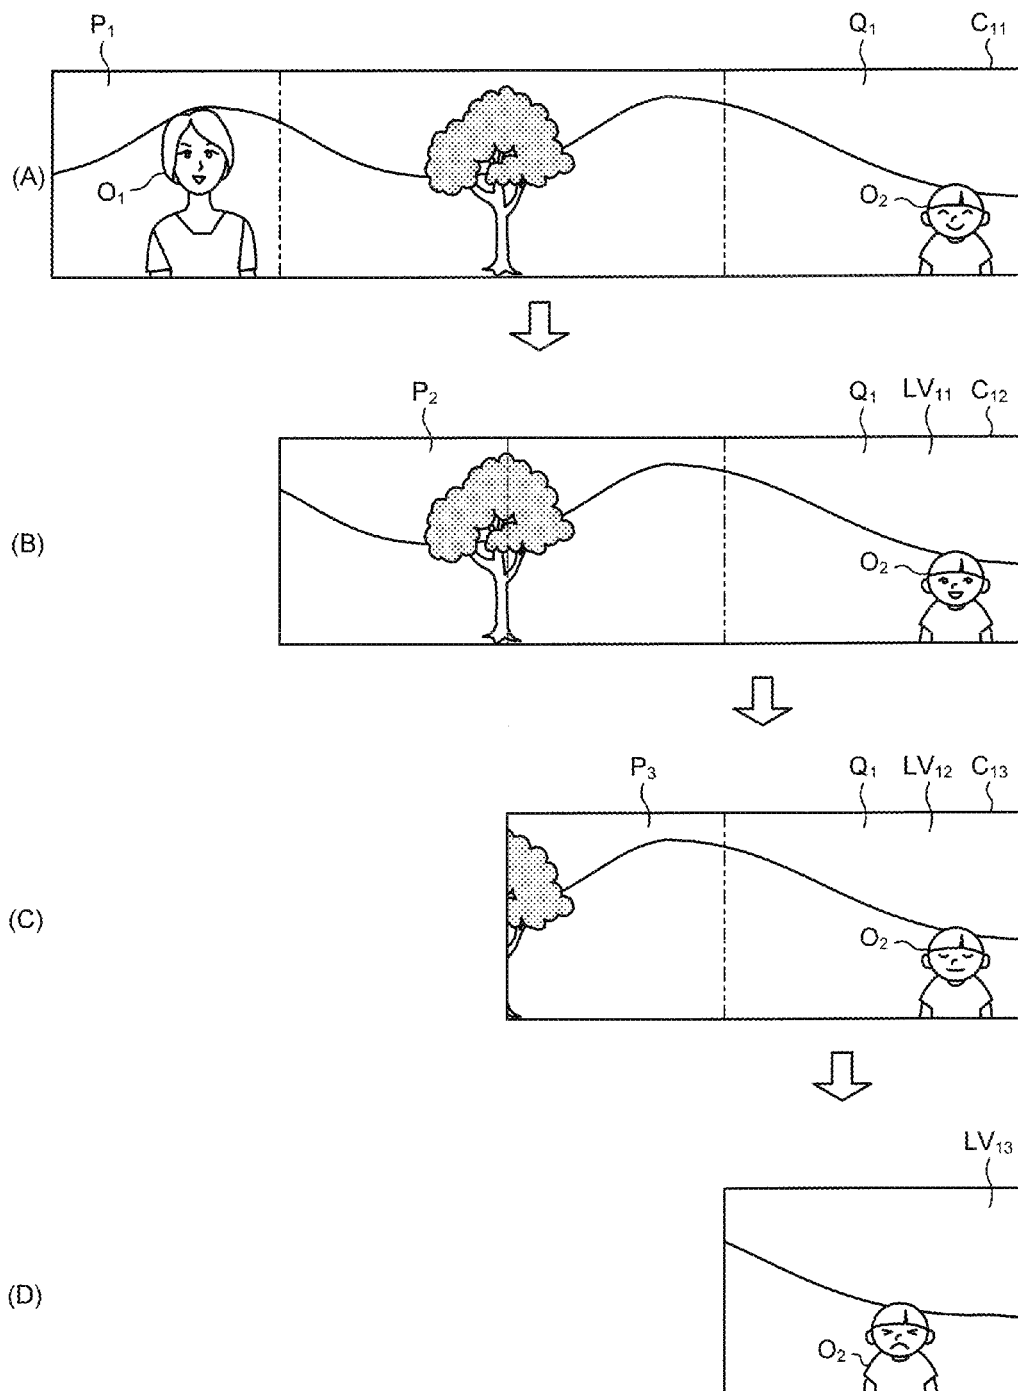 P₁ Q₁ C₁₁
(A) O₁ O₂
P₂ Q₁ LV₁₁ C₁₂
(B) O₂
P₃ Q₁ LV₁₂ C₁₃
(C) O₂
LV₁₃
(D) O₂